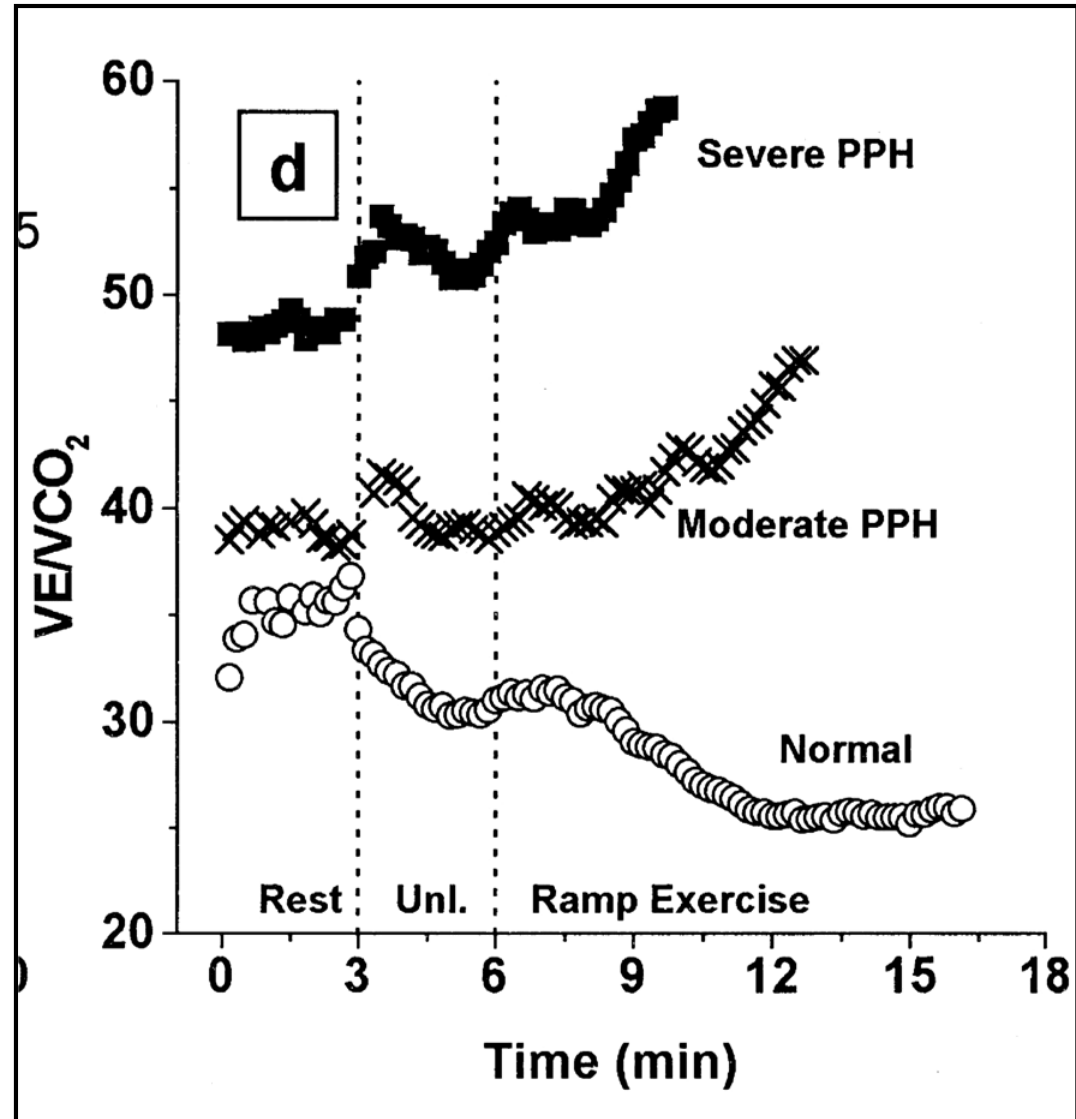 60
d
Severe PPH
5
50
VE/VCO₂
40
Moderate PPH
30
Normal
Rest
Unl.
Ramp Exercise
20
0
0
3
6
9
12
15
18
Time (min)